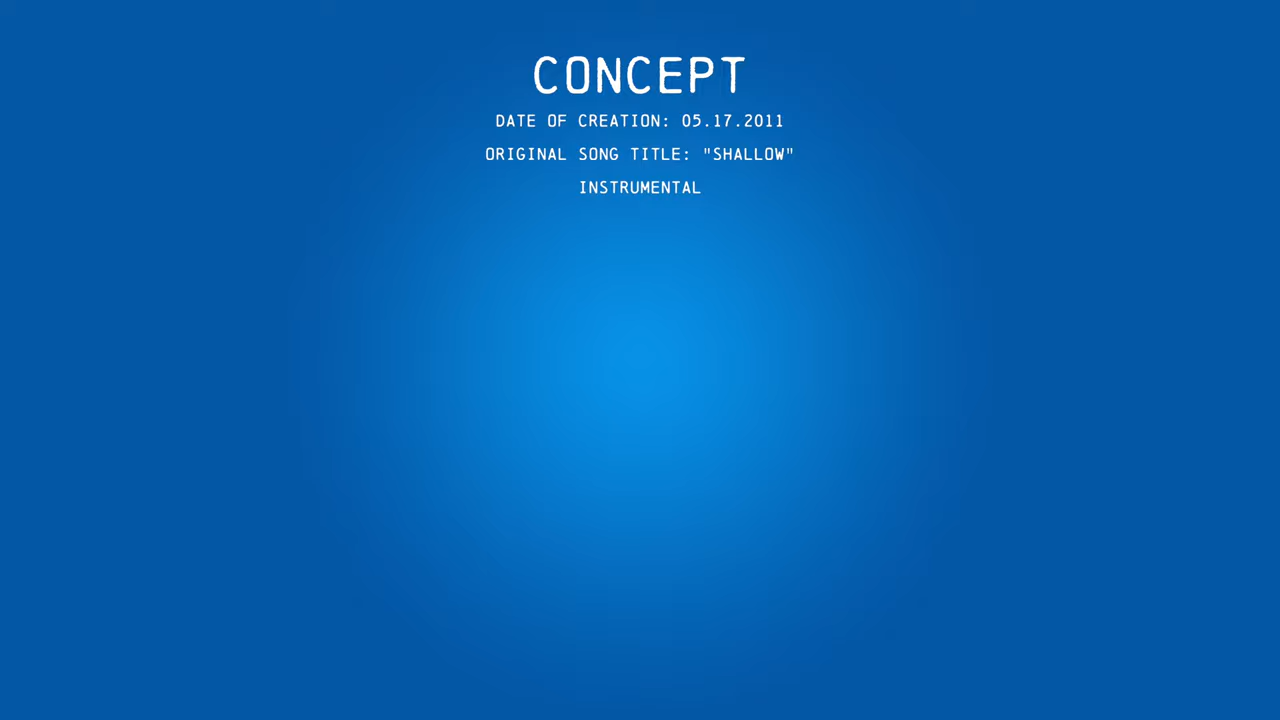 CONCEPT
DATE OF CREATION: 05.17.2011
ORIGINAL SONG TITLE: "SHALLOW"
INSTRUMENTAL